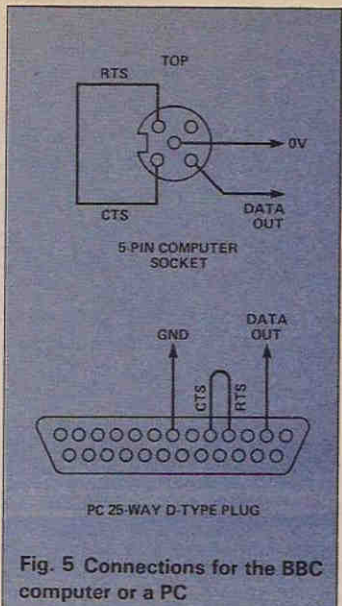 TOP
RTS
0V
CTS
DATA
OUT
5-PIN COMPUTER
SOCKET
DATA
OUT
GND
CTS
RTS
PC 25-WAY D-TYPE PLUG
Fig. 5 Connections for the BBC
computer or a PC